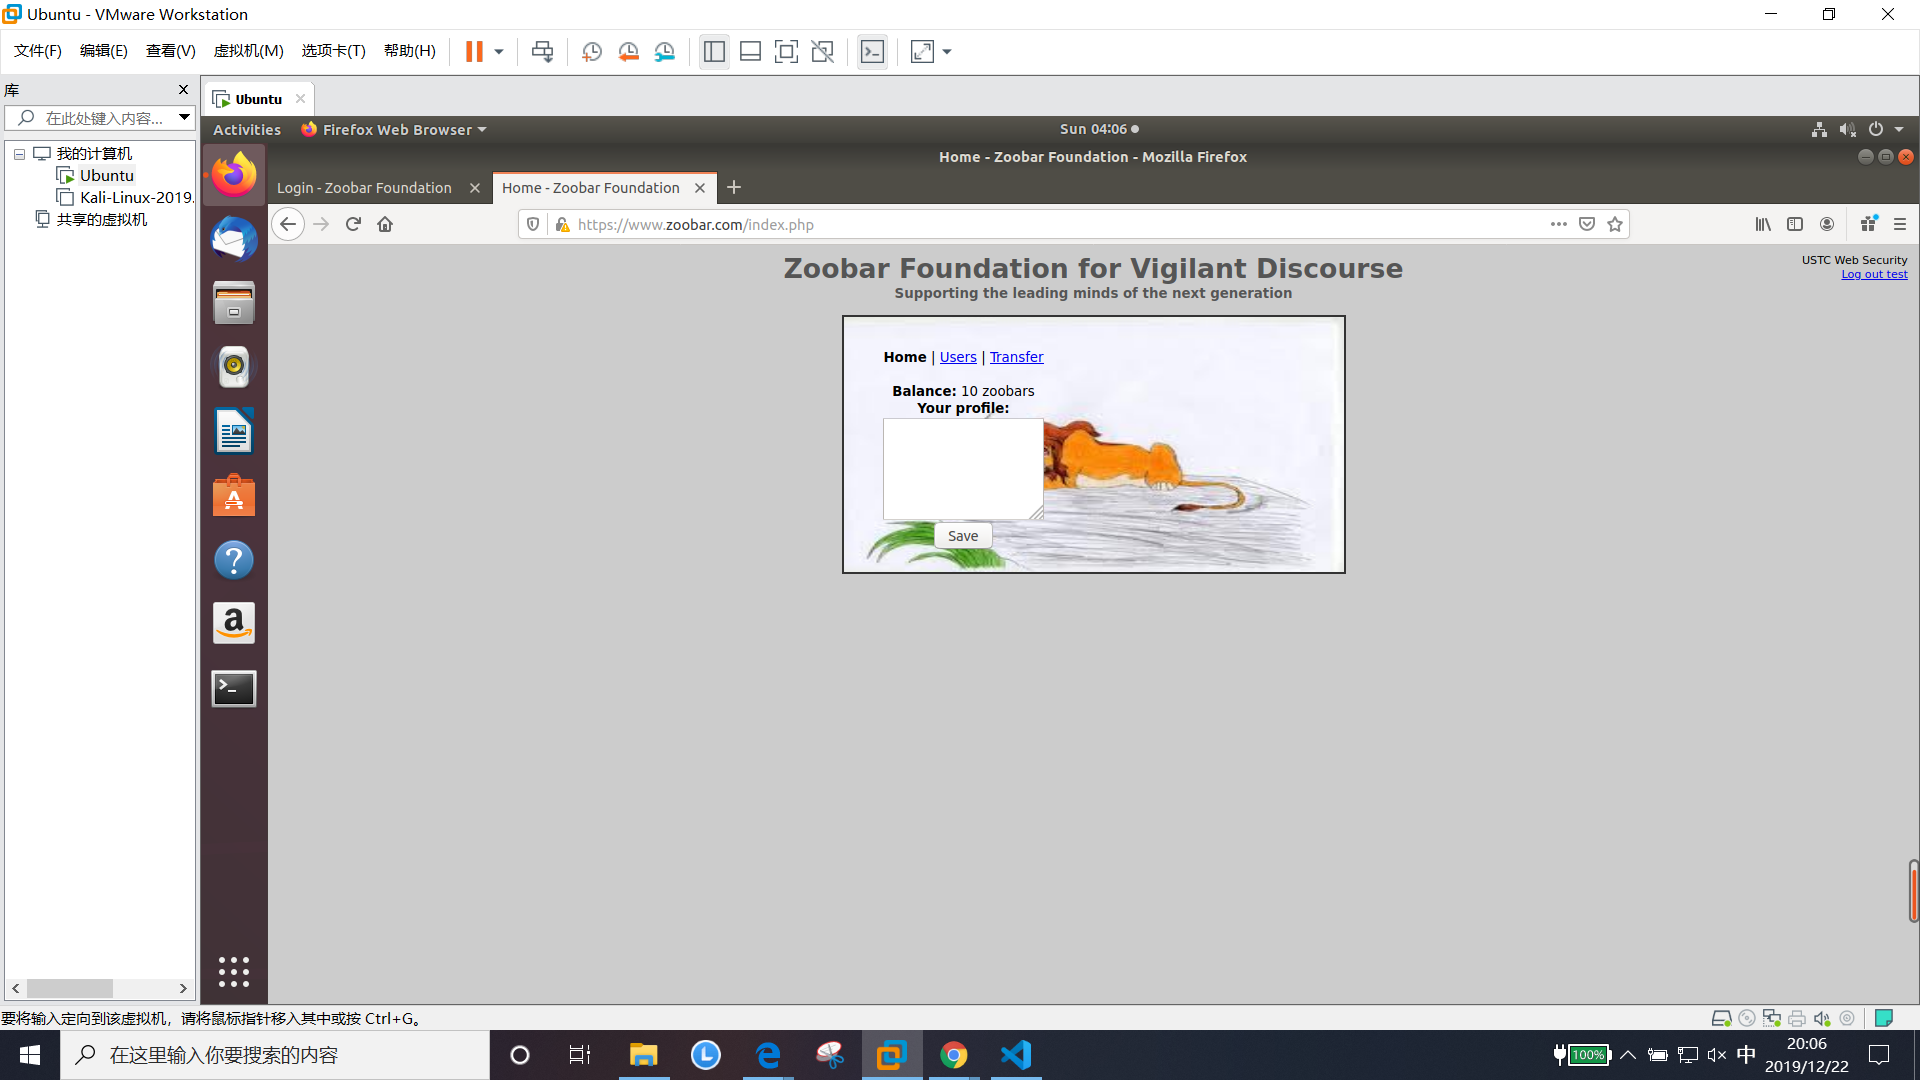 Ubuntu - VMware Workstation
文件(F) 编辑(E) 查看(V) 虚拟机(M) 选项卡(T) 帮助(H)
库
在此处键入内容...
我的计算机
Ubuntu
Kali-Linux-2019.
共享的虚拟机
Ubuntu
Activities Firefox Web Browser Sun 04:06
Home - Zoobar Foundation - Mozilla Firefox
Login - Zoobar Foundation Home - Zoobar Foundation
https://www.zoobar.com/index.php
Zoobar Foundation for Vigilant Discourse
Supporting the leading minds of the next generation
USTC Web Security
Log out test
Home | Users | Transfer
Balance: 10 zoobars
Your profile:
Save
要将输入定向到该虚拟机，请将鼠标指针移入其中或按 Ctrl+G。
在这里输入你要搜索的内容
100%
中
20:06
2019/12/22